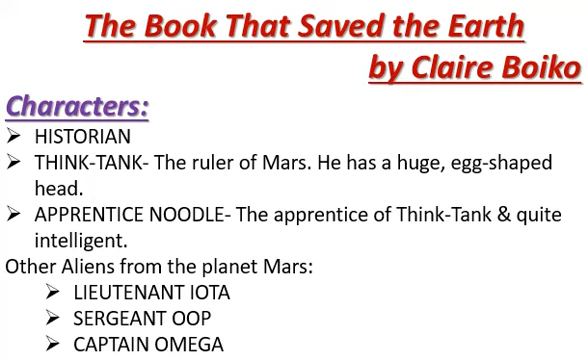 The Book That Saved the Earth
by Claire Boiko
Characters:
➢ HISTORIAN
➢ THINK-TANK- The ruler of Mars. He has a huge, egg-shaped
head.
➢ APPRENTICE NOODLE- The apprentice of Think-Tank & quite
intelligent.
Other Aliens from the planet Mars:
➢ LIEUTENANT IOTA
➢ SERGEANT OOP
➢ CAPTAIN OMEGA